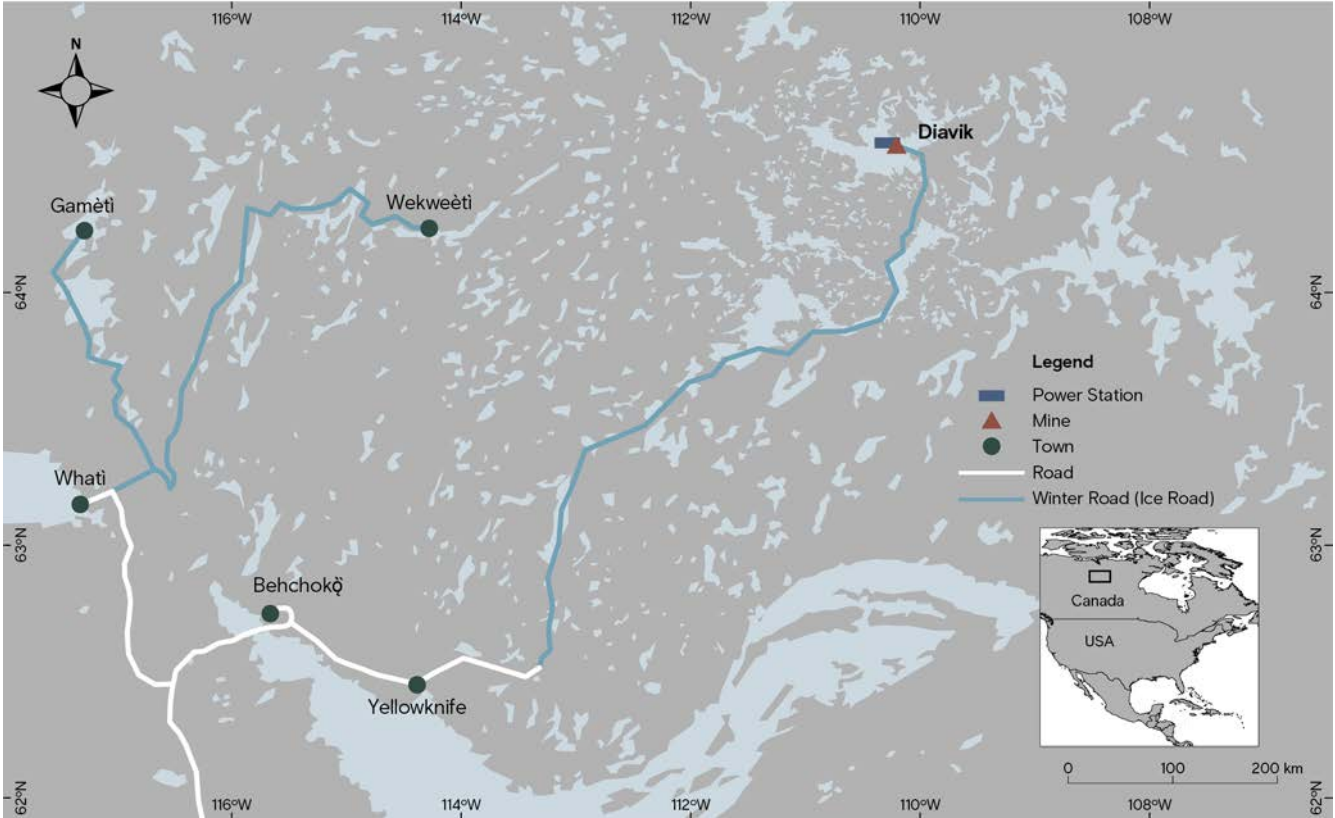 116°W
114°W
112°W
110°W
108°W
N
Diavik
Gamètì
Wekweètì
64°N
64°N
Legend
Power Station
Mine
Town
Road
Winter Road (Ice Road)
Whatì
63°N
63°N
Behchokǫ̀
Canada
USA
Yellowknife
0 100 200 km
62°N
62°N
116°W
114°W
112°W
110°W
108°W